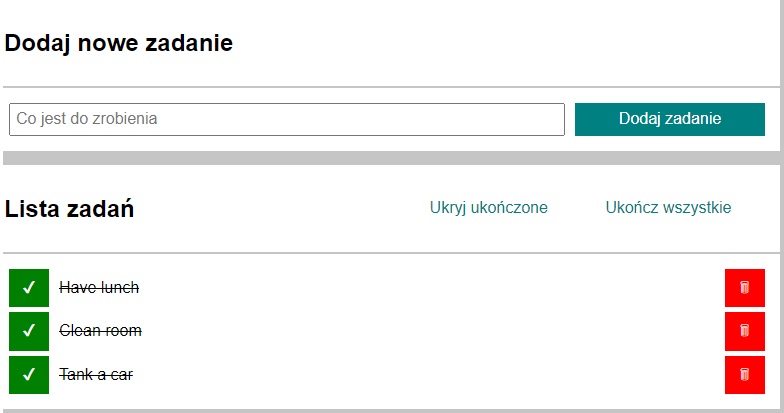 Dodaj nowe zadanie
Co jest do zrobienia
Dodaj zadanie
Lista zadań
Ukryj ukończone
Ukończ wszystkie
Have lunch
Clean room
Tank a car